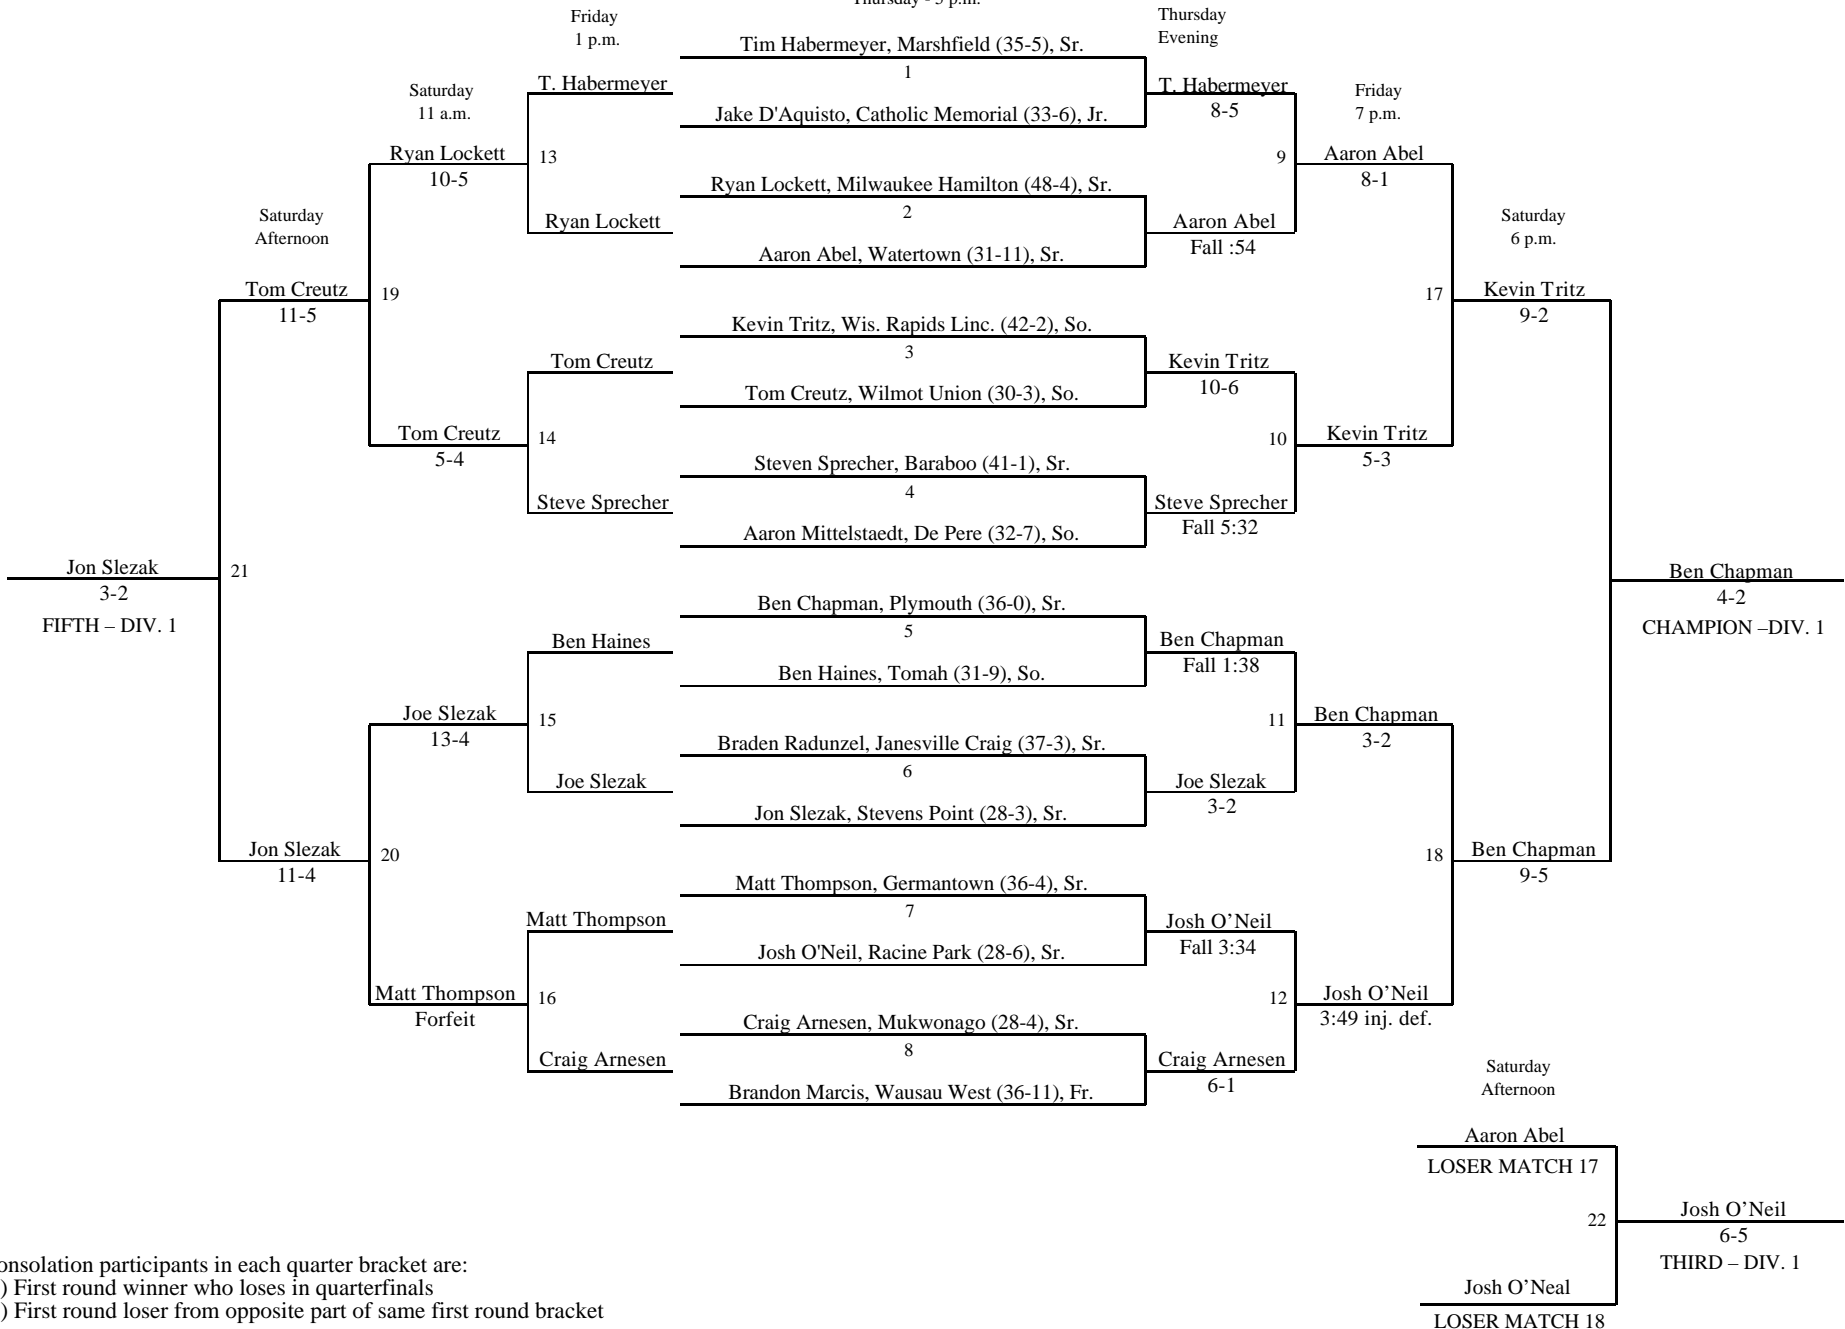 Friday
1 p.m.
Thursday
Evening
Tim Habermeyer, Marshfield (35-5), Sr.
1
Jake D'Aquisto, Catholic Memorial (33-6), Jr.
T. Habermeyer
T. Habermeyer
8-5
Saturday
11 a.m.
Friday
7 p.m.
Ryan Lockett
10-5
13
9
Aaron Abel
8-1
Ryan Lockett, Milwaukee Hamilton (48-4), Sr.
2
Aaron Abel, Watertown (31-11), Sr.
Ryan Lockett
Aaron Abel
Fall :54
Saturday
Afternoon
Saturday
6 p.m.
Tom Creutz
11-5
19
17
Kevin Tritz
9-2
Kevin Tritz, Wis. Rapids Linc. (42-2), So.
3
Tom Creutz, Wilmot Union (30-3), So.
Tom Creutz
Kevin Tritz
10-6
Tom Creutz
5-4
14
10
Kevin Tritz
5-3
Steven Sprecher, Baraboo (41-1), Sr.
4
Aaron Mittelstaedt, De Pere (32-7), So.
Steve Sprecher
Steve Sprecher
Fall 5:32
Jon Slezak
3-2
FIFTH – DIV. 1
21
Ben Chapman
4-2
CHAMPION –DIV. 1
Ben Chapman, Plymouth (36-0), Sr.
5
Ben Haines, Tomah (31-9), So.
Ben Haines
Ben Chapman
Fall 1:38
Joe Slezak
13-4
15
11
Ben Chapman
3-2
Braden Radunzel, Janesville Craig (37-3), Sr.
6
Jon Slezak, Stevens Point (28-3), Sr.
Joe Slezak
Joe Slezak
3-2
Jon Slezak
11-4
20
18
Ben Chapman
9-5
Matt Thompson, Germantown (36-4), Sr.
7
Josh O'Neil, Racine Park (28-6), Sr.
Matt Thompson
Josh O’Neil
Fall 3:34
Matt Thompson
Forfeit
16
12
Josh O’Neil
3:49 inj. def.
Craig Arnesen, Mukwonago (28-4), Sr.
8
Brandon Marcis, Wausau West (36-11), Fr.
Craig Arnesen
Craig Arnesen
6-1
Saturday
Afternoon
Aaron Abel
LOSER MATCH 17
22
Josh O’Neil
6-5
THIRD – DIV. 1
Josh O’Neal
LOSER MATCH 18
participants in each quarter bracket are:
) First round winner who loses in quarterfinals
) First round loser from opposite part of same first round bracket